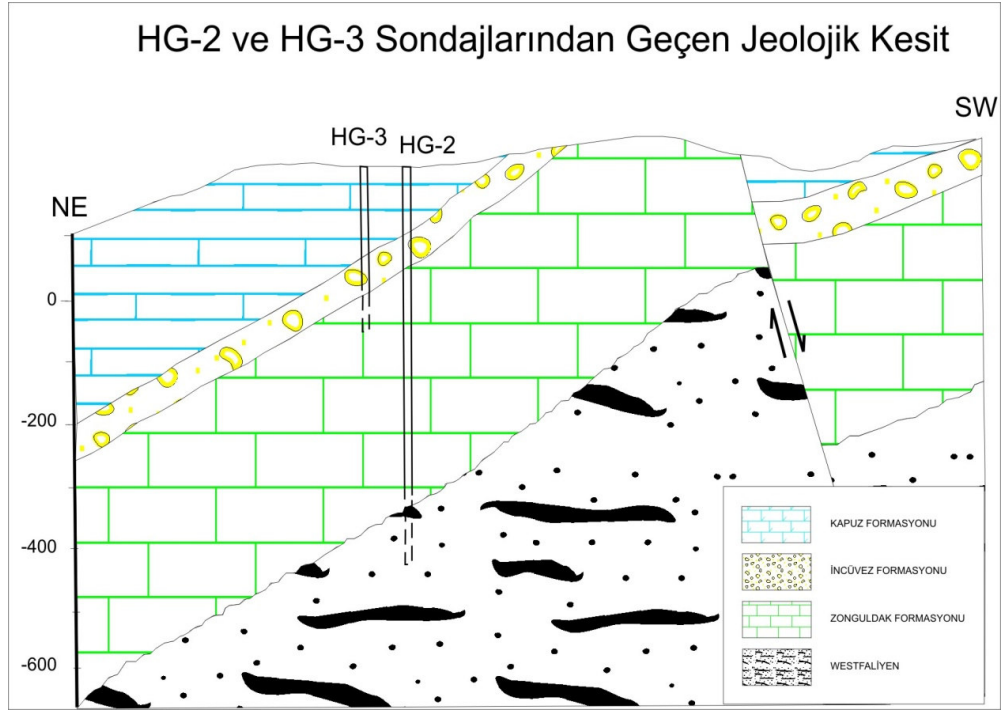 HG-2 ve HG-3 Sondajlarından Geçen Jeolojik Kesit
SW
HG-3
HG-2
NE
0
-200
-400
-600
KAPUZ FORMASYONU
İNCÜVEZ FORMASYONU
ZONGULDAK FORMASYONU
WESTFALİYEN